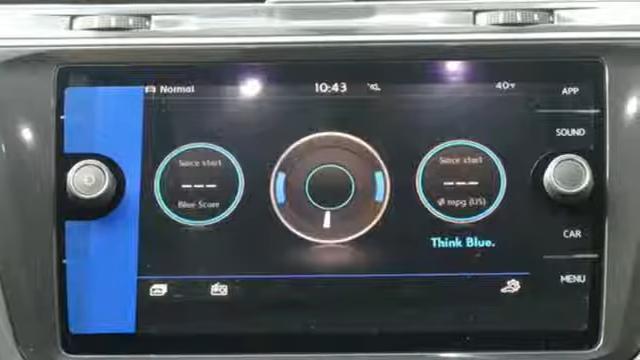 Normal
10:43
40°F
APP
SOUND
Since start
---
Blue Score
Since start
---
Ø mpg (US)
Think Blue.
CAR
MENU